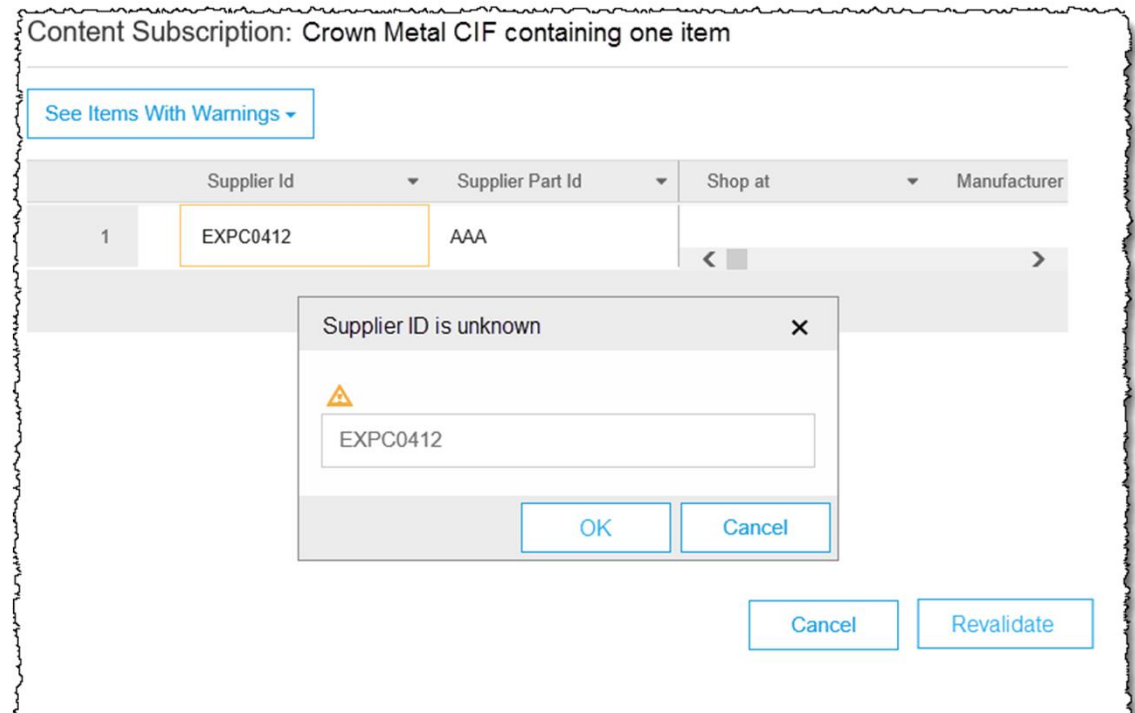 Content Subscription: Crown Metal CIF containing one item
See Items With Warnings
Supplier Id Supplier Part Id Shop at Manufacturer
1 EXPC0412 AAA
Supplier ID is unknown
EXPC0412
OK Cancel
Cancel Revalidate